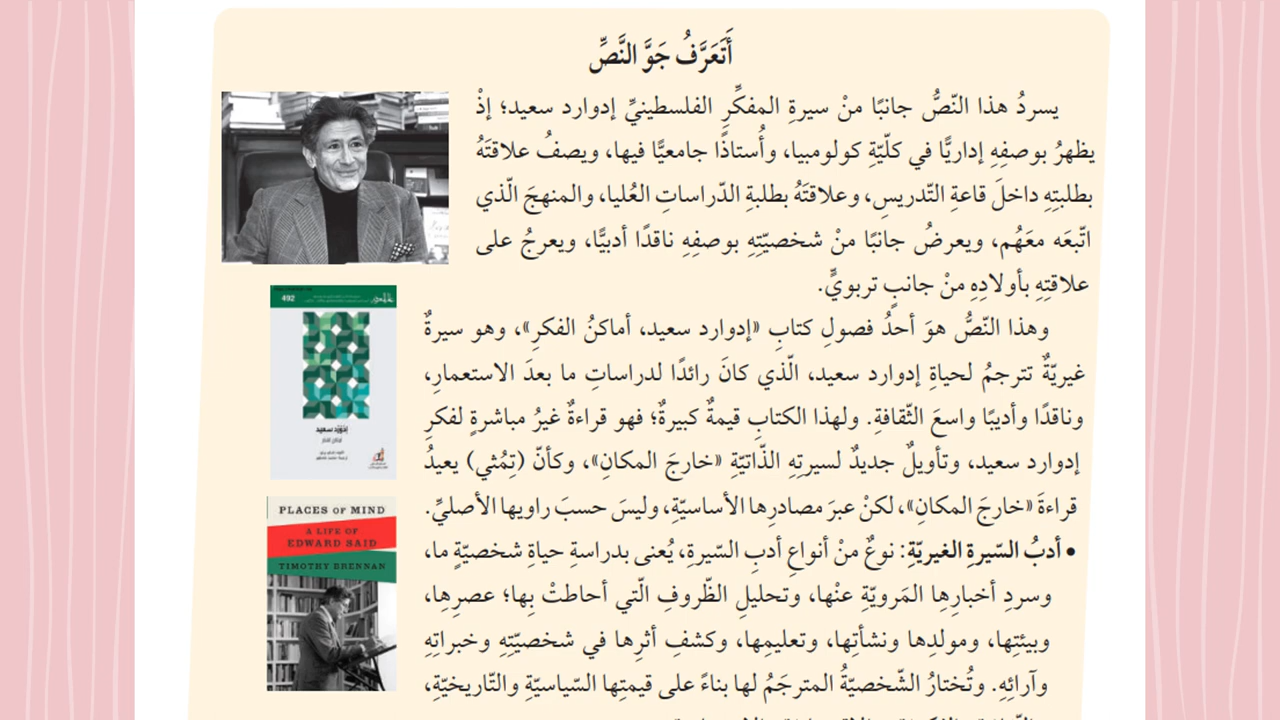 أَتَعَرَّفُ جَوَّ النَّصِّ
يسردُ هذا النّصُّ جانبًا منْ سيرةِ المفكِّرِ الفلسطينيِّ إدوارد سعيد؛ إذْ
يظهرُ بوصفِهِ إداريًّا في كلّيّةِ كولومبيا، وأُستاذًا جامعيًّا فيها، ويصفُ علاقتَهُ
بطلبتِهِ داخلَ قاعةِ التّدريسِ، وعلاقتَهُ بطلبةِ الدّراساتِ العُليا، والمنهجَ الّذي
اتّبعَه معَهُم، ويعرضُ جانبًا منْ شخصيّتِهِ بوصفِهِ ناقدًا أدبيًّا، ويعرجُ على
علاقتِهِ بأولادِهِ منْ جانبٍ تربويٍّ.
وهذا النّصُّ هوَ أحدُ فصولِ كتابِ «إدوارد سعيد، أماكنُ الفكرِ»، وهو سيرةٌ
غيريّةٌ تترجمُ لحياةِ إدوارد سعيد، الّذي كانَ رائدًا لدراساتِ ما بعدَ الاستعمارِ،
وناقدًا وأديبًا واسعَ الثّقافةِ. ولهذا الكتابِ قيمةٌ كبيرةٌ؛ فهو قراءةٌ غيرُ مباشرةٍ لفكرِ
إدوارد سعيد، وتأويلٌ جديدٌ لسيرتِهِ الذّاتيّةِ «خارجَ المكانِ»، وكأنّ (تِمُثي) يعيدُ
قراءةَ «خارجَ المكانِ»، لكنْ عبرَ مصادرِها الأساسيّةِ، وليسَ حسبَ راويها الأصليِّ.
• أدبُ السّيرةِ الغيريّةِ: نوعٌ منْ أنواعِ أدبِ السّيرةِ، يُعنى بدراسةِ حياةِ شخصيّةٍ ما،
وسردِ أخبارِها المَرويّةِ عنْها، وتحليلِ الظّروفِ الّتي أحاطتْ بِها؛ عصرِها،
وبيئتِها، ومولدِها ونشأتِها، وتعليمِها، وكشفِ أثرِها في شخصيّتِهِ وخبراتِهِ
وآرائِهِ. وتُختارُ الشّخصيّةُ المترجَمُ لها بناءً على قيمتِها السّياسيّةِ والتّاريخيّةِ،
492
إدوَرْد سعيد
أماكن الفكر
PLACES OF MIND
A LIFE OF
EDWARD SAID
TIMOTHY BRENNAN